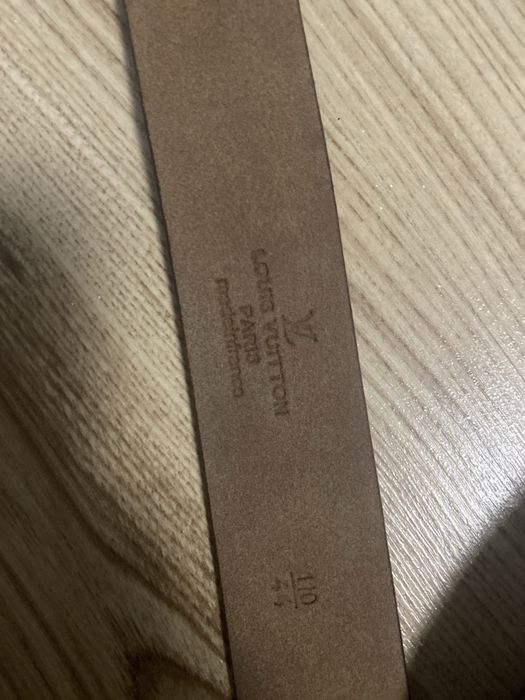 LV
LOUIS VUITTON
PARIS
made in france
110
44